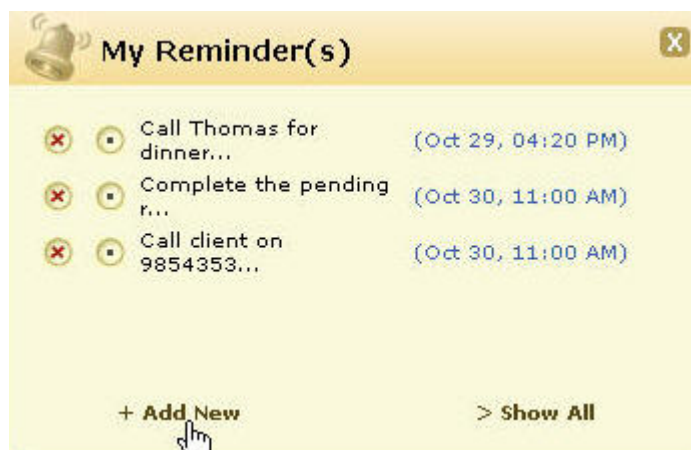 My Reminder(s)
X
Call Thomas for
dinner...
(Oct 29, 04:20 PM)
Complete the pending
r...
(Oct 30, 11:00 AM)
Call client on
9854353...
(Oct 30, 11:00 AM)
+ Add New
> Show All